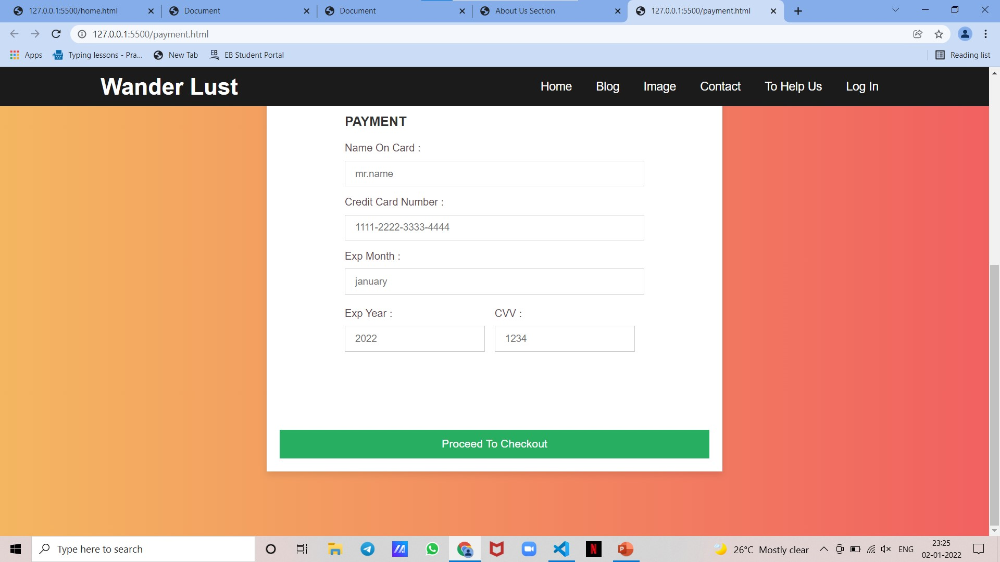 127.0.0.1:5500/home.html Document Document About Us Section 127.0.0.1:5500/payment.html
127.0.0.1:5500/payment.html
Apps Typing lessons - Pra... New Tab EB EB Student Portal Reading list
Wander Lust Home Blog Image Contact To Help Us Log In
PAYMENT
Name On Card :
mr.name
Credit Card Number :
1111-2222-3333-4444
Exp Month :
january
Exp Year : CVV :
2022 1234
Proceed To Checkout
Type here to search N P 26°C Mostly clear ENG 23:25
02-01-2022